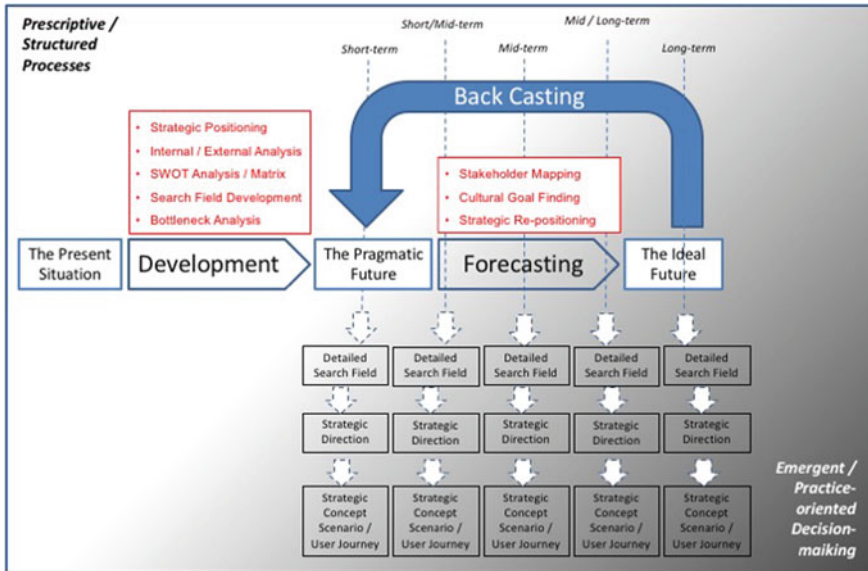 Prescriptive /
Structured
Processes
Short/Mid-term
Mid / Long-term
Short-term
Mid-term
Long-term
Back Casting
• Strategic Positioning
• Internal / External Analysis
• SWOT Analysis / Matrix
• Search Field Development
• Bottleneck Analysis
• Stakeholder Mapping
• Cultural Goal Finding
• Strategic Re-positioning
The Present
Situation
Development
The Pragmatic
Future
Forecasting
The Ideal
Future
Detailed
Search Field
Detailed
Search Field
Detailed
Search Field
Detailed
Search Field
Detailed
Search Field
Strategic
Direction
Strategic
Direction
Strategic
Direction
Strategic
Direction
Strategic
Direction
Strategic
Concept
Scenario /
User Journey
Strategic
Concept
Scenario /
User Journey
Strategic
Concept
Scenario /
User Journey
Strategic
Concept
Scenario /
User Journey
Strategic
Concept
Scenario /
User Journey
Emergent /
Practice-
oriented
Decision-
maiking